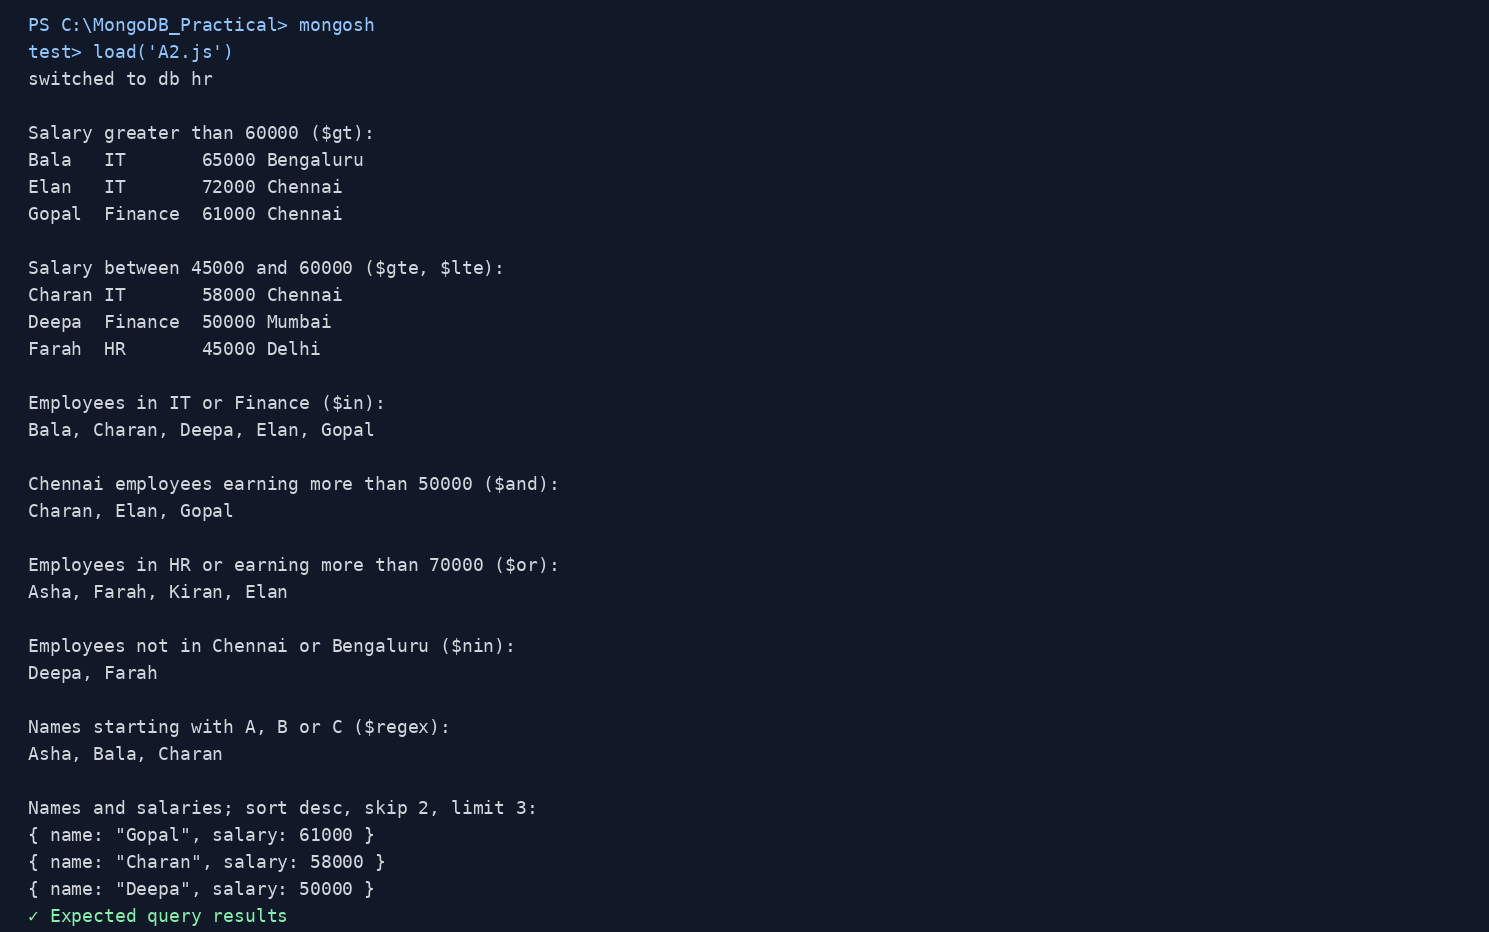 PS C:\MongoDB_Practical> mongosh
test> load('A2.js')
switched to db hr

Salary greater than 60000 ($gt):
Bala   IT       65000 Bengaluru
Elan   IT       72000 Chennai
Gopal  Finance  61000 Chennai

Salary between 45000 and 60000 ($gte, $lte):
Charan IT       58000 Chennai
Deepa  Finance  50000 Mumbai
Farah  HR       45000 Delhi

Employees in IT or Finance ($in):
Bala, Charan, Deepa, Elan, Gopal

Chennai employees earning more than 50000 ($and):
Charan, Elan, Gopal

Employees in HR or earning more than 70000 ($or):
Asha, Farah, Kiran, Elan

Employees not in Chennai or Bengaluru ($nin):
Deepa, Farah

Names starting with A, B or C ($regex):
Asha, Bala, Charan

Names and salaries; sort desc, skip 2, limit 3:
{ name: "Gopal", salary: 61000 }
{ name: "Charan", salary: 58000 }
{ name: "Deepa", salary: 50000 }
✓ Expected query results